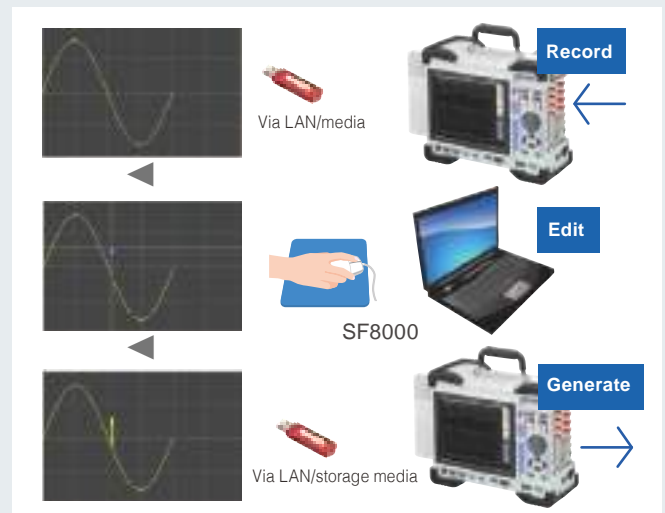 Record
Via LAN/media
Edit
SF8000
Generate
Via LAN/storage media